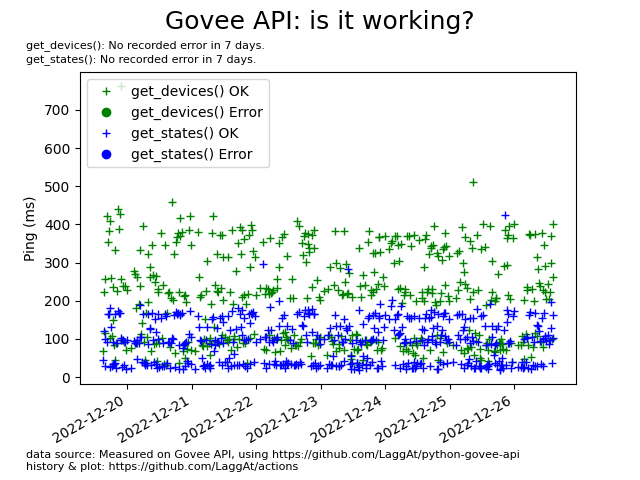 Govee API: is it working?
get_devices(): No recorded error in 7 days.
get_states(): No recorded error in 7 days.
get_devices() OK
get_devices() Error
get_states() OK
get_states() Error
700
600
500
400
300
200
100
0
Ping (ms)
2022-12-20
2022-12-21
2022-12-22
2022-12-23
2022-12-24
2022-12-25
2022-12-26
data source: Measured on Govee API, using https://github.com/LaggAt/python-govee-api
history & plot: https://github.com/LaggAt/actions